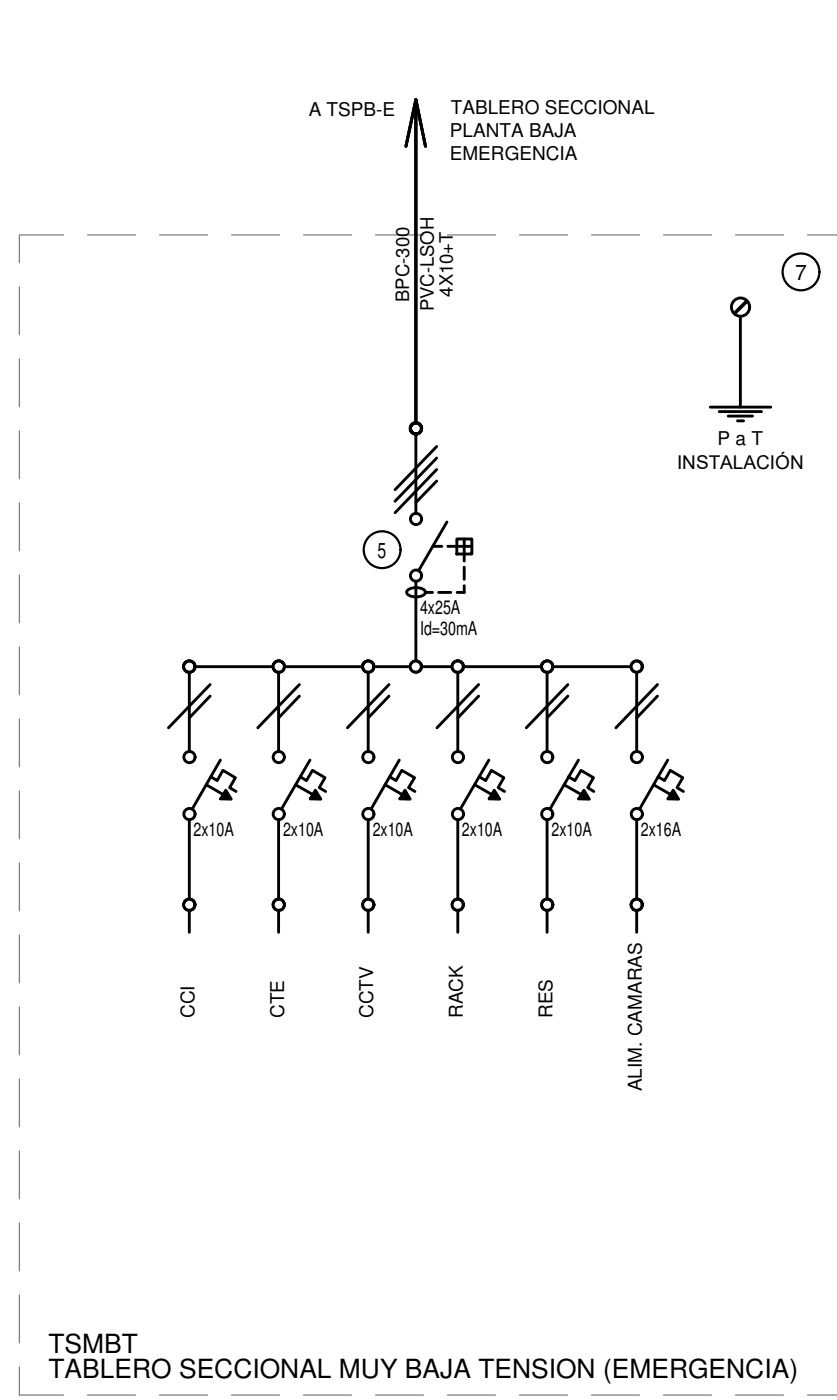 A TSPB-E
TABLERO SECCIONAL
PLANTA BAJA
EMERGENCIA
BPC-300
PVC-LSOH
4X10+T
7
P a T
INSTALACIÓN
5
4x25A
Id=30mA
2x10A
2x10A
2x10A
2x10A
2x10A
2x16A
CCI
CTE
CCTV
RACK
RES
ALIM. CAMARAS
TSMBT
TABLERO SECCIONAL MUY BAJA TENSION (EMERGENCIA)